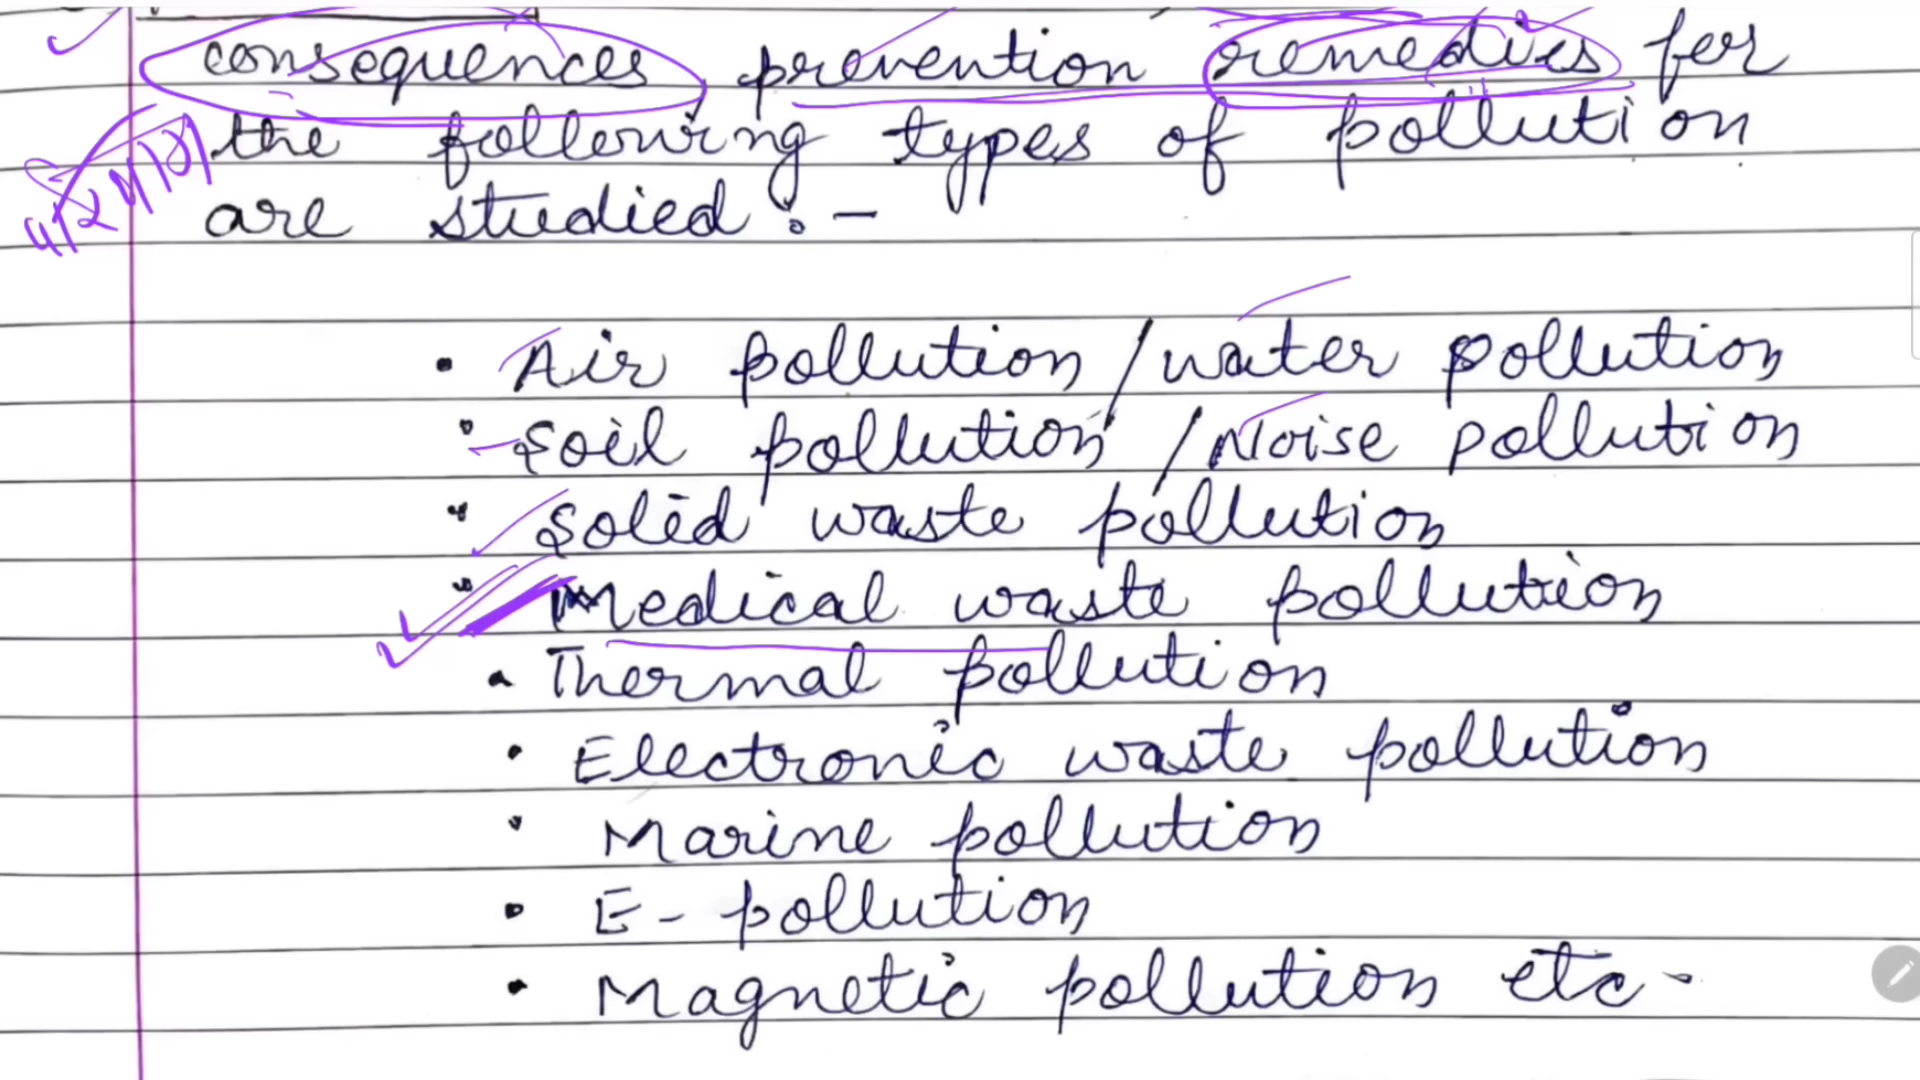 consequences prevention remedies for
the following types of pollution
are studied :-
• Air pollution / water pollution
• Soil pollution / Noise pollution
• Solid waste pollution
• Medical waste pollution
• Thermal pollution
• Electronic waste pollution
• Marine pollution
• E - pollution
• Magnetic pollution etc -